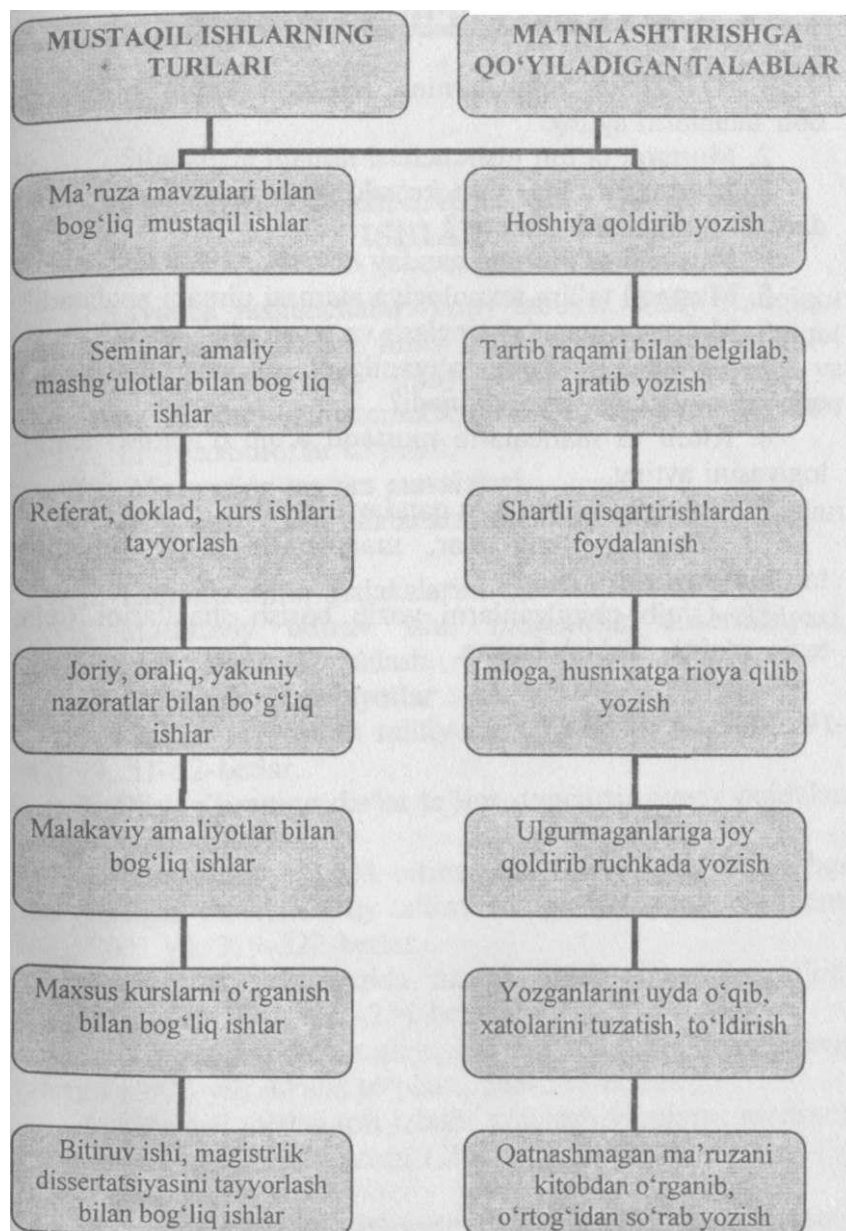 MUSTAQIL ISHLARNING
TURLARI
MATNLASHTIRISHGA
QO‘YILADIGAN TALABLAR
Ma’ruza mavzulari bilan
bog‘liq mustaqil ishlar
Hoshiya qoldirib yozish
Seminar, amaliy
mashg‘ulotlar bilan bog‘liq
ishlar
Tartib raqami bilan belgilab,
ajratib yozish
Referat, doklad, kurs ishlari
tayyorlash
Shartli qisqartirishlardan
foydalanish
Joriy, oraliq, yakuniy
nazoratlar bilan bo‘g‘liq
ishlar
Imloga, husnixatga rioya qilib
yozish
Malakaviy amaliyotlar bilan
bog‘liq ishlar
Ulgurmaganlariga joy
qoldirib ruchkada yozish
Maxsus kurslarni o‘rganish
bilan bog‘liq ishlar
Yozganlarini uyda o‘qib,
xatolarini tuzatish, to‘ldirish
Bitiruv ishi, magistrlik
dissertatsiyasini tayyorlash
bilan bog‘liq ishlar
Qatnashmagan ma’ruzani
kitobdan o‘rganib,
o‘rtog‘idan so‘rab yozish